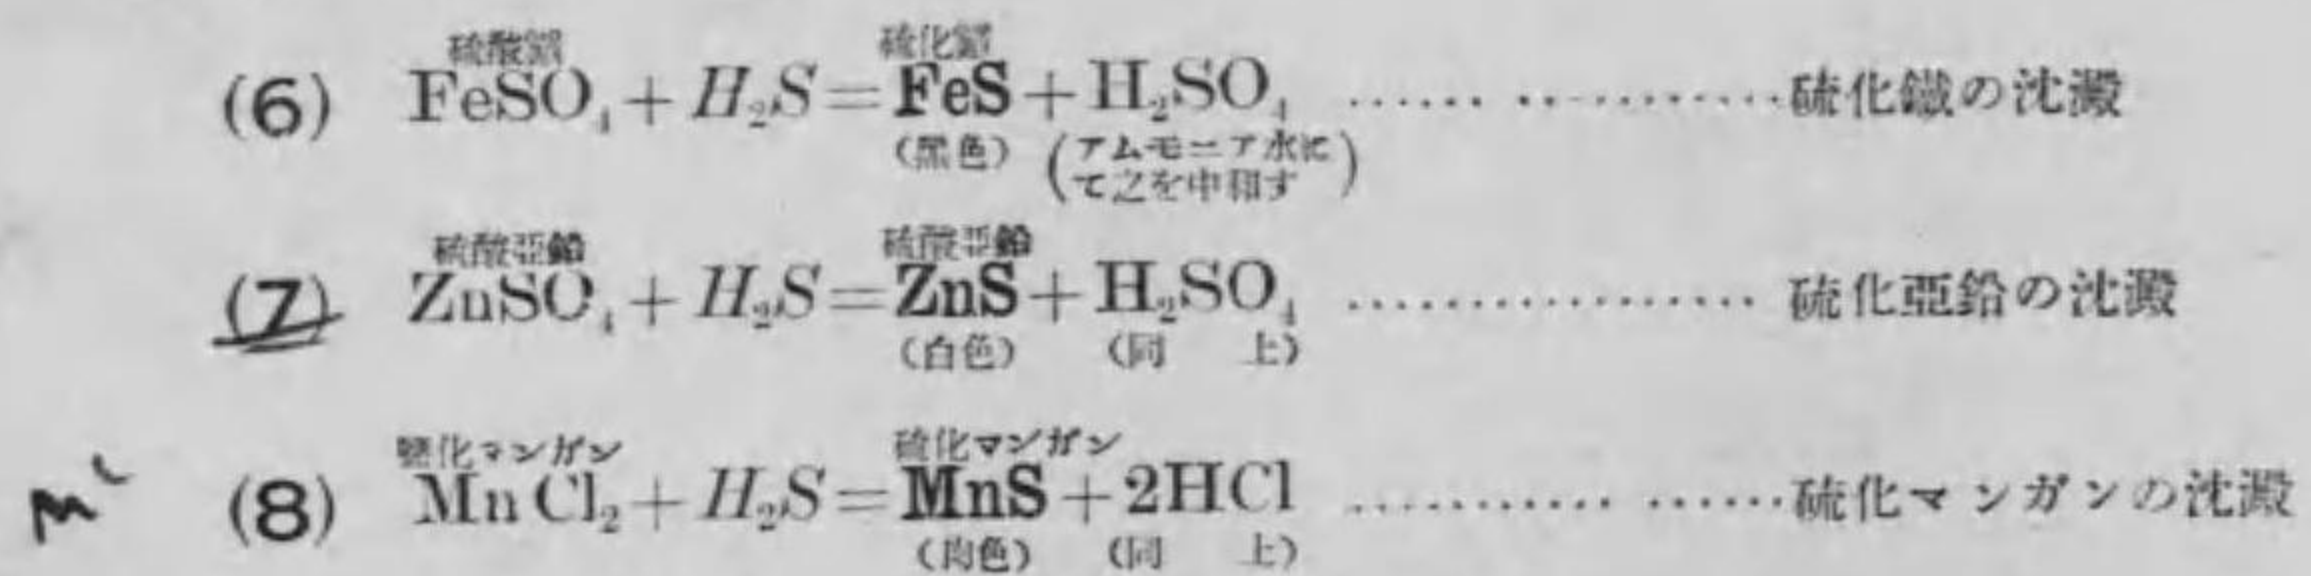 硫酸鐵 硫化鐵
(6) FeSO₄ + H₂S = FeS + H₂SO₄ ……………………硫化鐵の沈澱
(黒色) (アムモニア水に
て之を中和す)
硫酸亞鉛 硫酸亞鉛
(7) ZnSO₄ + H₂S = ZnS + H₂SO₄ ……………… 硫化亞鉛の沈澱
(白色) (同 上)
鹽化マンガン 硫化マンガン
(8) MnCl₂ + H₂S = MnS + 2HCl ……………………硫化マンガンの沈澱
(肉色) (同 上)